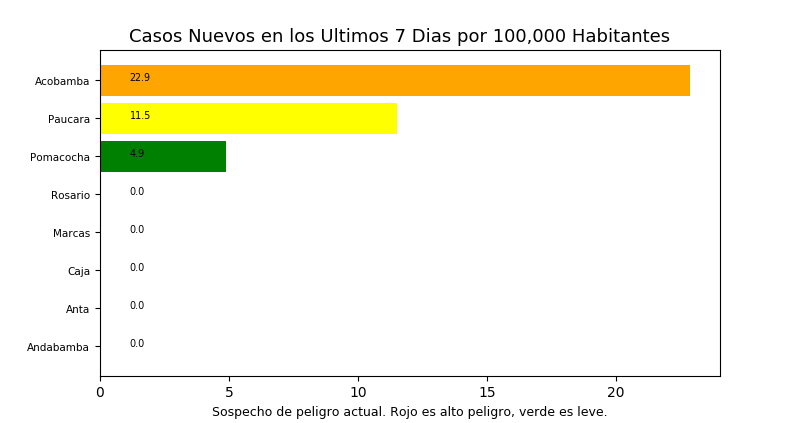 Casos Nuevos en los Ultimos 7 Dias por 100,000 Habitantes
Acobamba 22.9
Paucara 11.5
Pomacocha 4.9
Rosario 0.0
Marcas 0.0
Caja 0.0
Anta 0.0
Andabamba 0.0
0 5 10 15 20
Sospecho de peligro actual. Rojo es alto peligro, verde es leve.